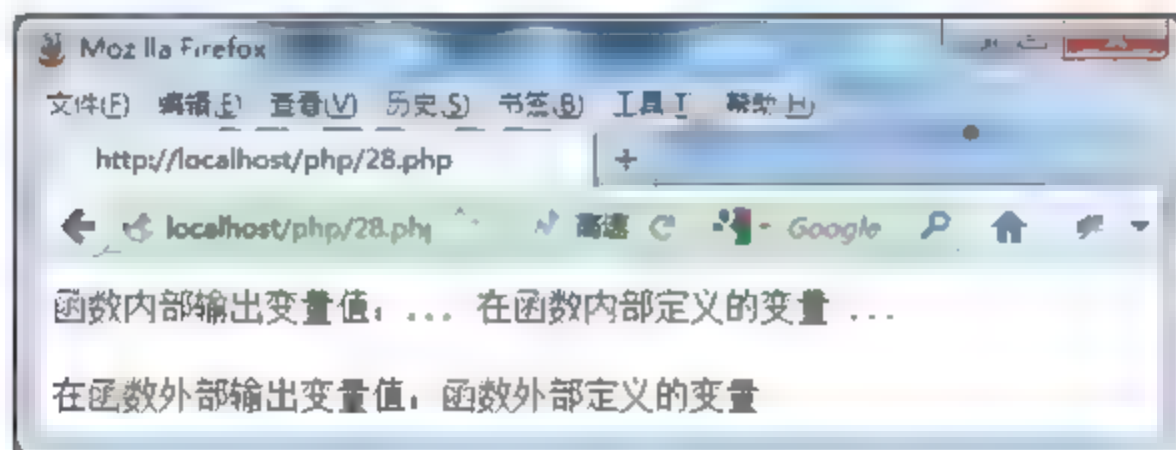 Mozilla Firefox
文件(F) 编辑(E) 查看(V) 历史(S) 书签(B) 工具(T) 帮助(H)
http://localhost/php/28.php +
localhost/php/28.php 高速 Google
函数内部输出变量值：... 在函数内部定义的变量 ...
在函数外部输出变量值：函数外部定义的变量